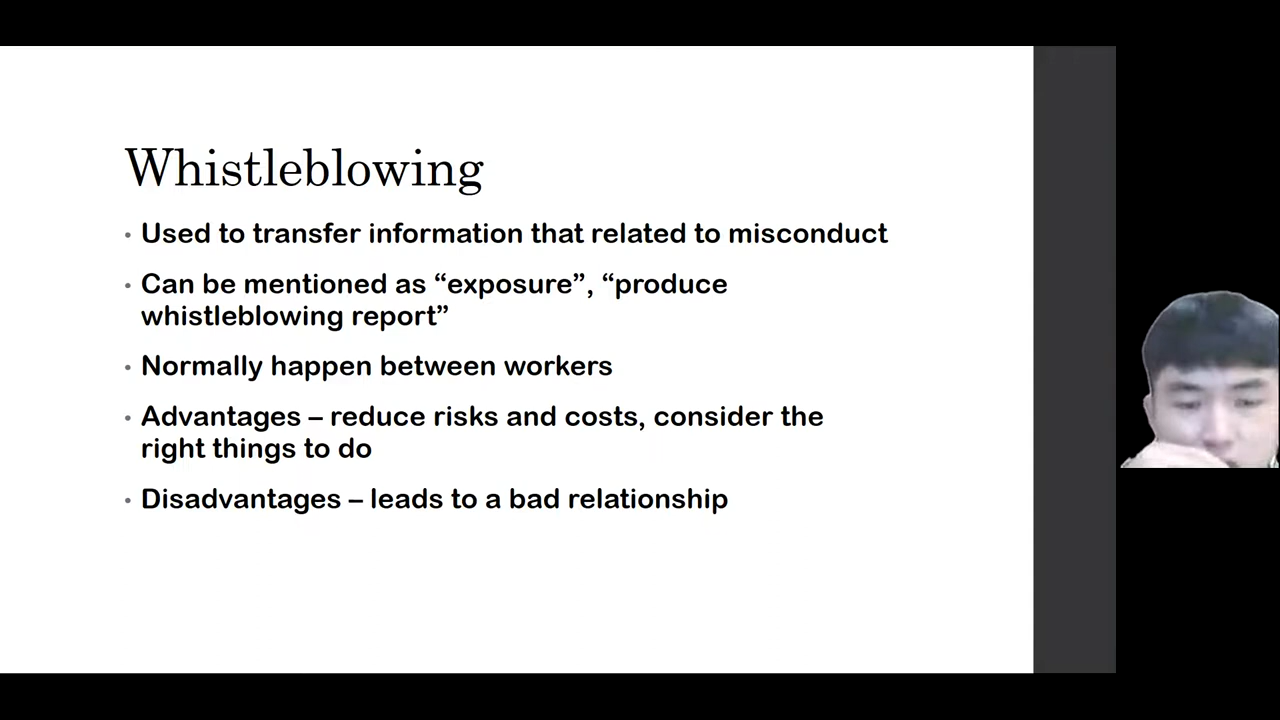 Whistleblowing
• Used to transfer information that related to misconduct
• Can be mentioned as “exposure”, “produce
whistleblowing report”
• Normally happen between workers
• Advantages – reduce risks and costs, consider the
right things to do
• Disadvantages – leads to a bad relationship